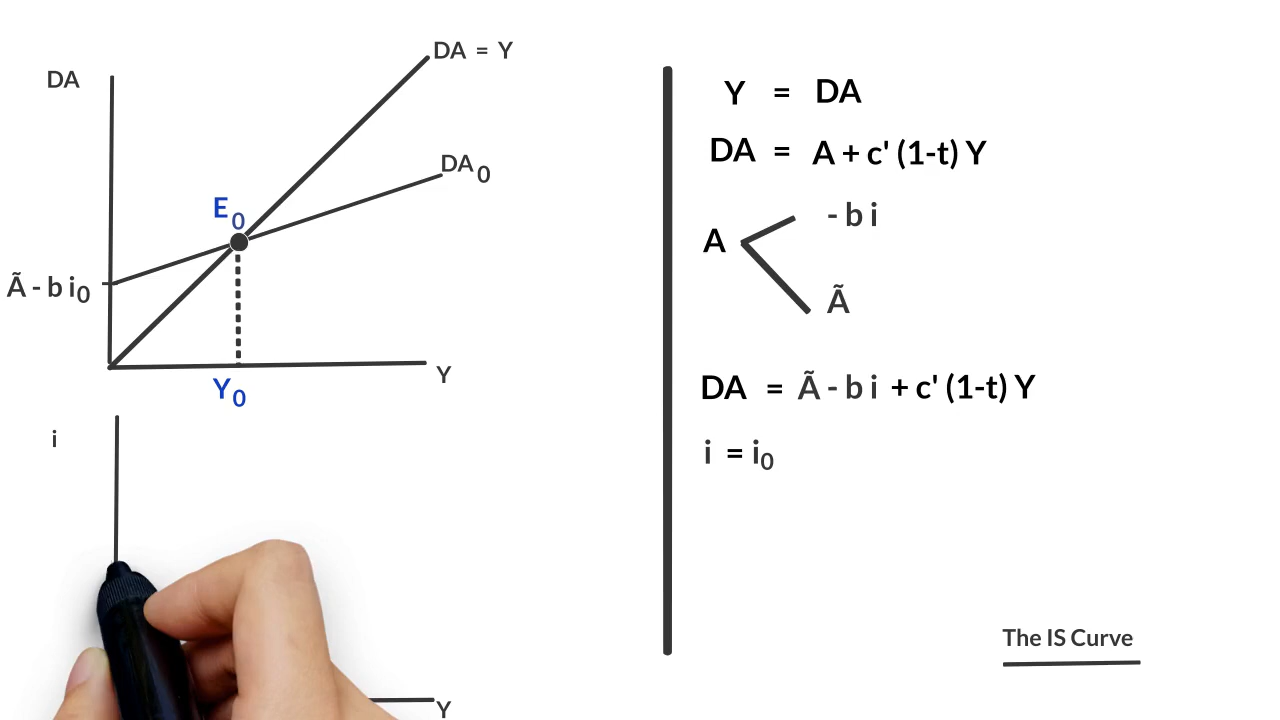 DA
DA = Y
DA0
E0
Ã - b i0
Y
Y0
i
Y
Y = DA
DA = A + c' (1-t) Y
A
- b i
Ã
DA = Ã - b i + c' (1-t) Y
i = i0
The IS Curve